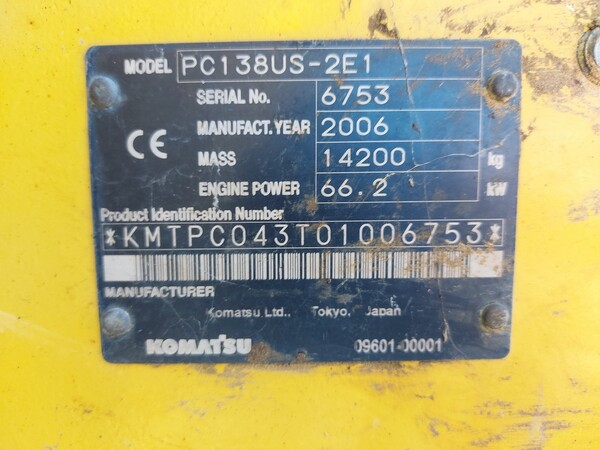 MODEL PC138US-2E1
SERIAL No. 6753
MANUFACT. YEAR 2006
CE
MASS 14200 kg
ENGINE POWER 66.2 kW
Product Identification Number
*KMTPC043T01006753*
MANUFACTURER
Komatsu Ltd., Tokyo, Japan
KOMATSU 09601-00001